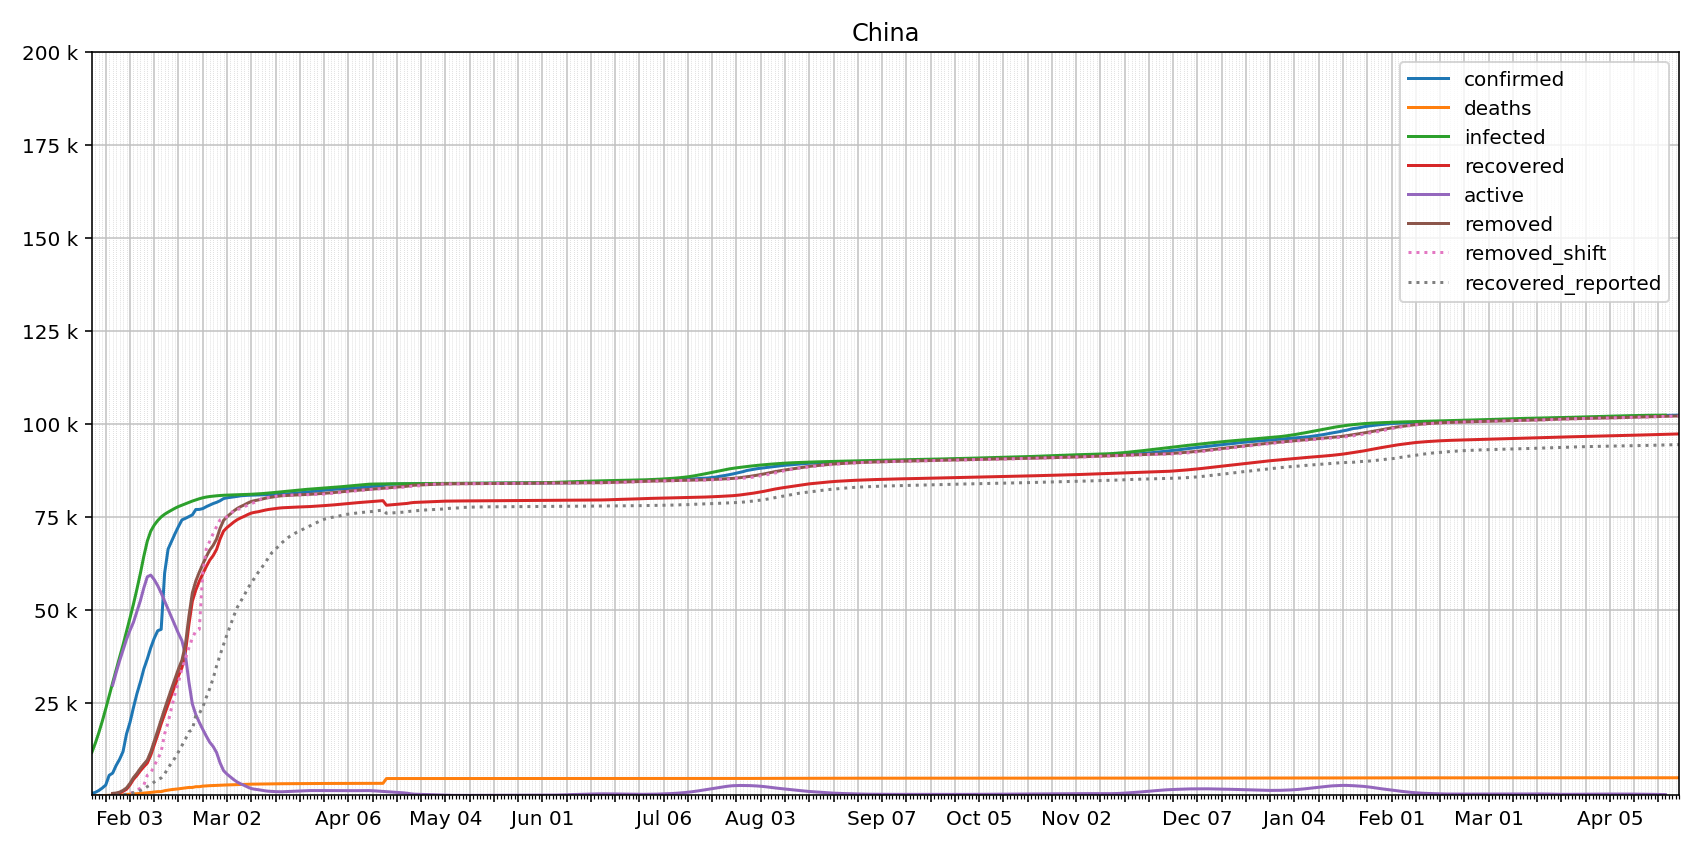 China
200 k
175 k
150 k
125 k
100 k
75 k
50 k
25 k
confirmed
deaths
infected
recovered
active
removed
removed_shift
recovered_reported
Feb 03 Mar 02 Apr 06 May 04 Jun 01 Jul 06 Aug 03 Sep 07 Oct 05 Nov 02 Dec 07 Jan 04 Feb 01 Mar 01 Apr 05